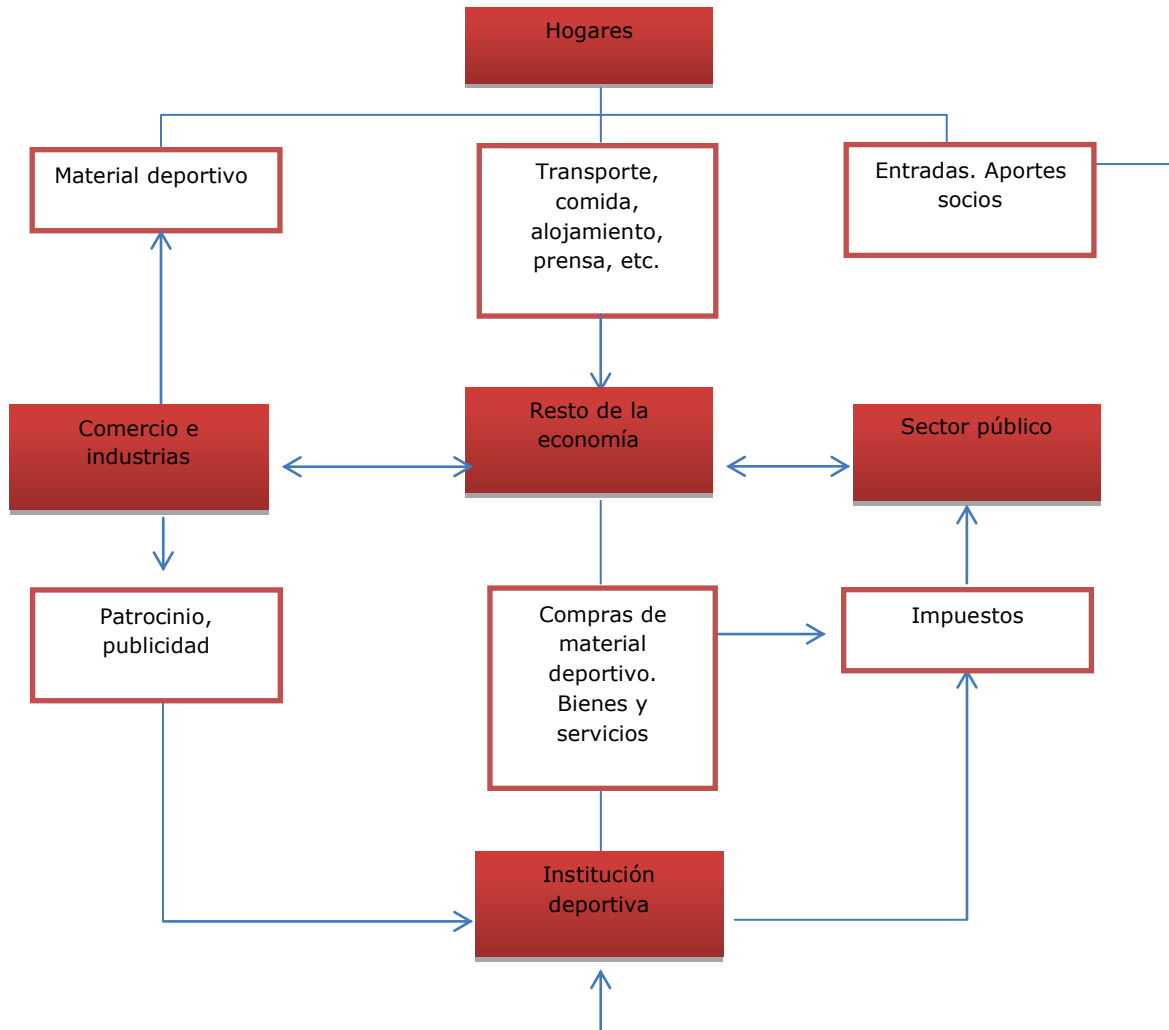 Hogares
Material deportivo
Transporte,
comida,
alojamiento,
prensa, etc.
Entradas. Aportes
socios
Comercio e
industrias
Resto de la
economía
Sector público
Patrocinio,
publicidad
Compras de
material
deportivo.
Bienes y
servicios
Impuestos
Institución
deportiva